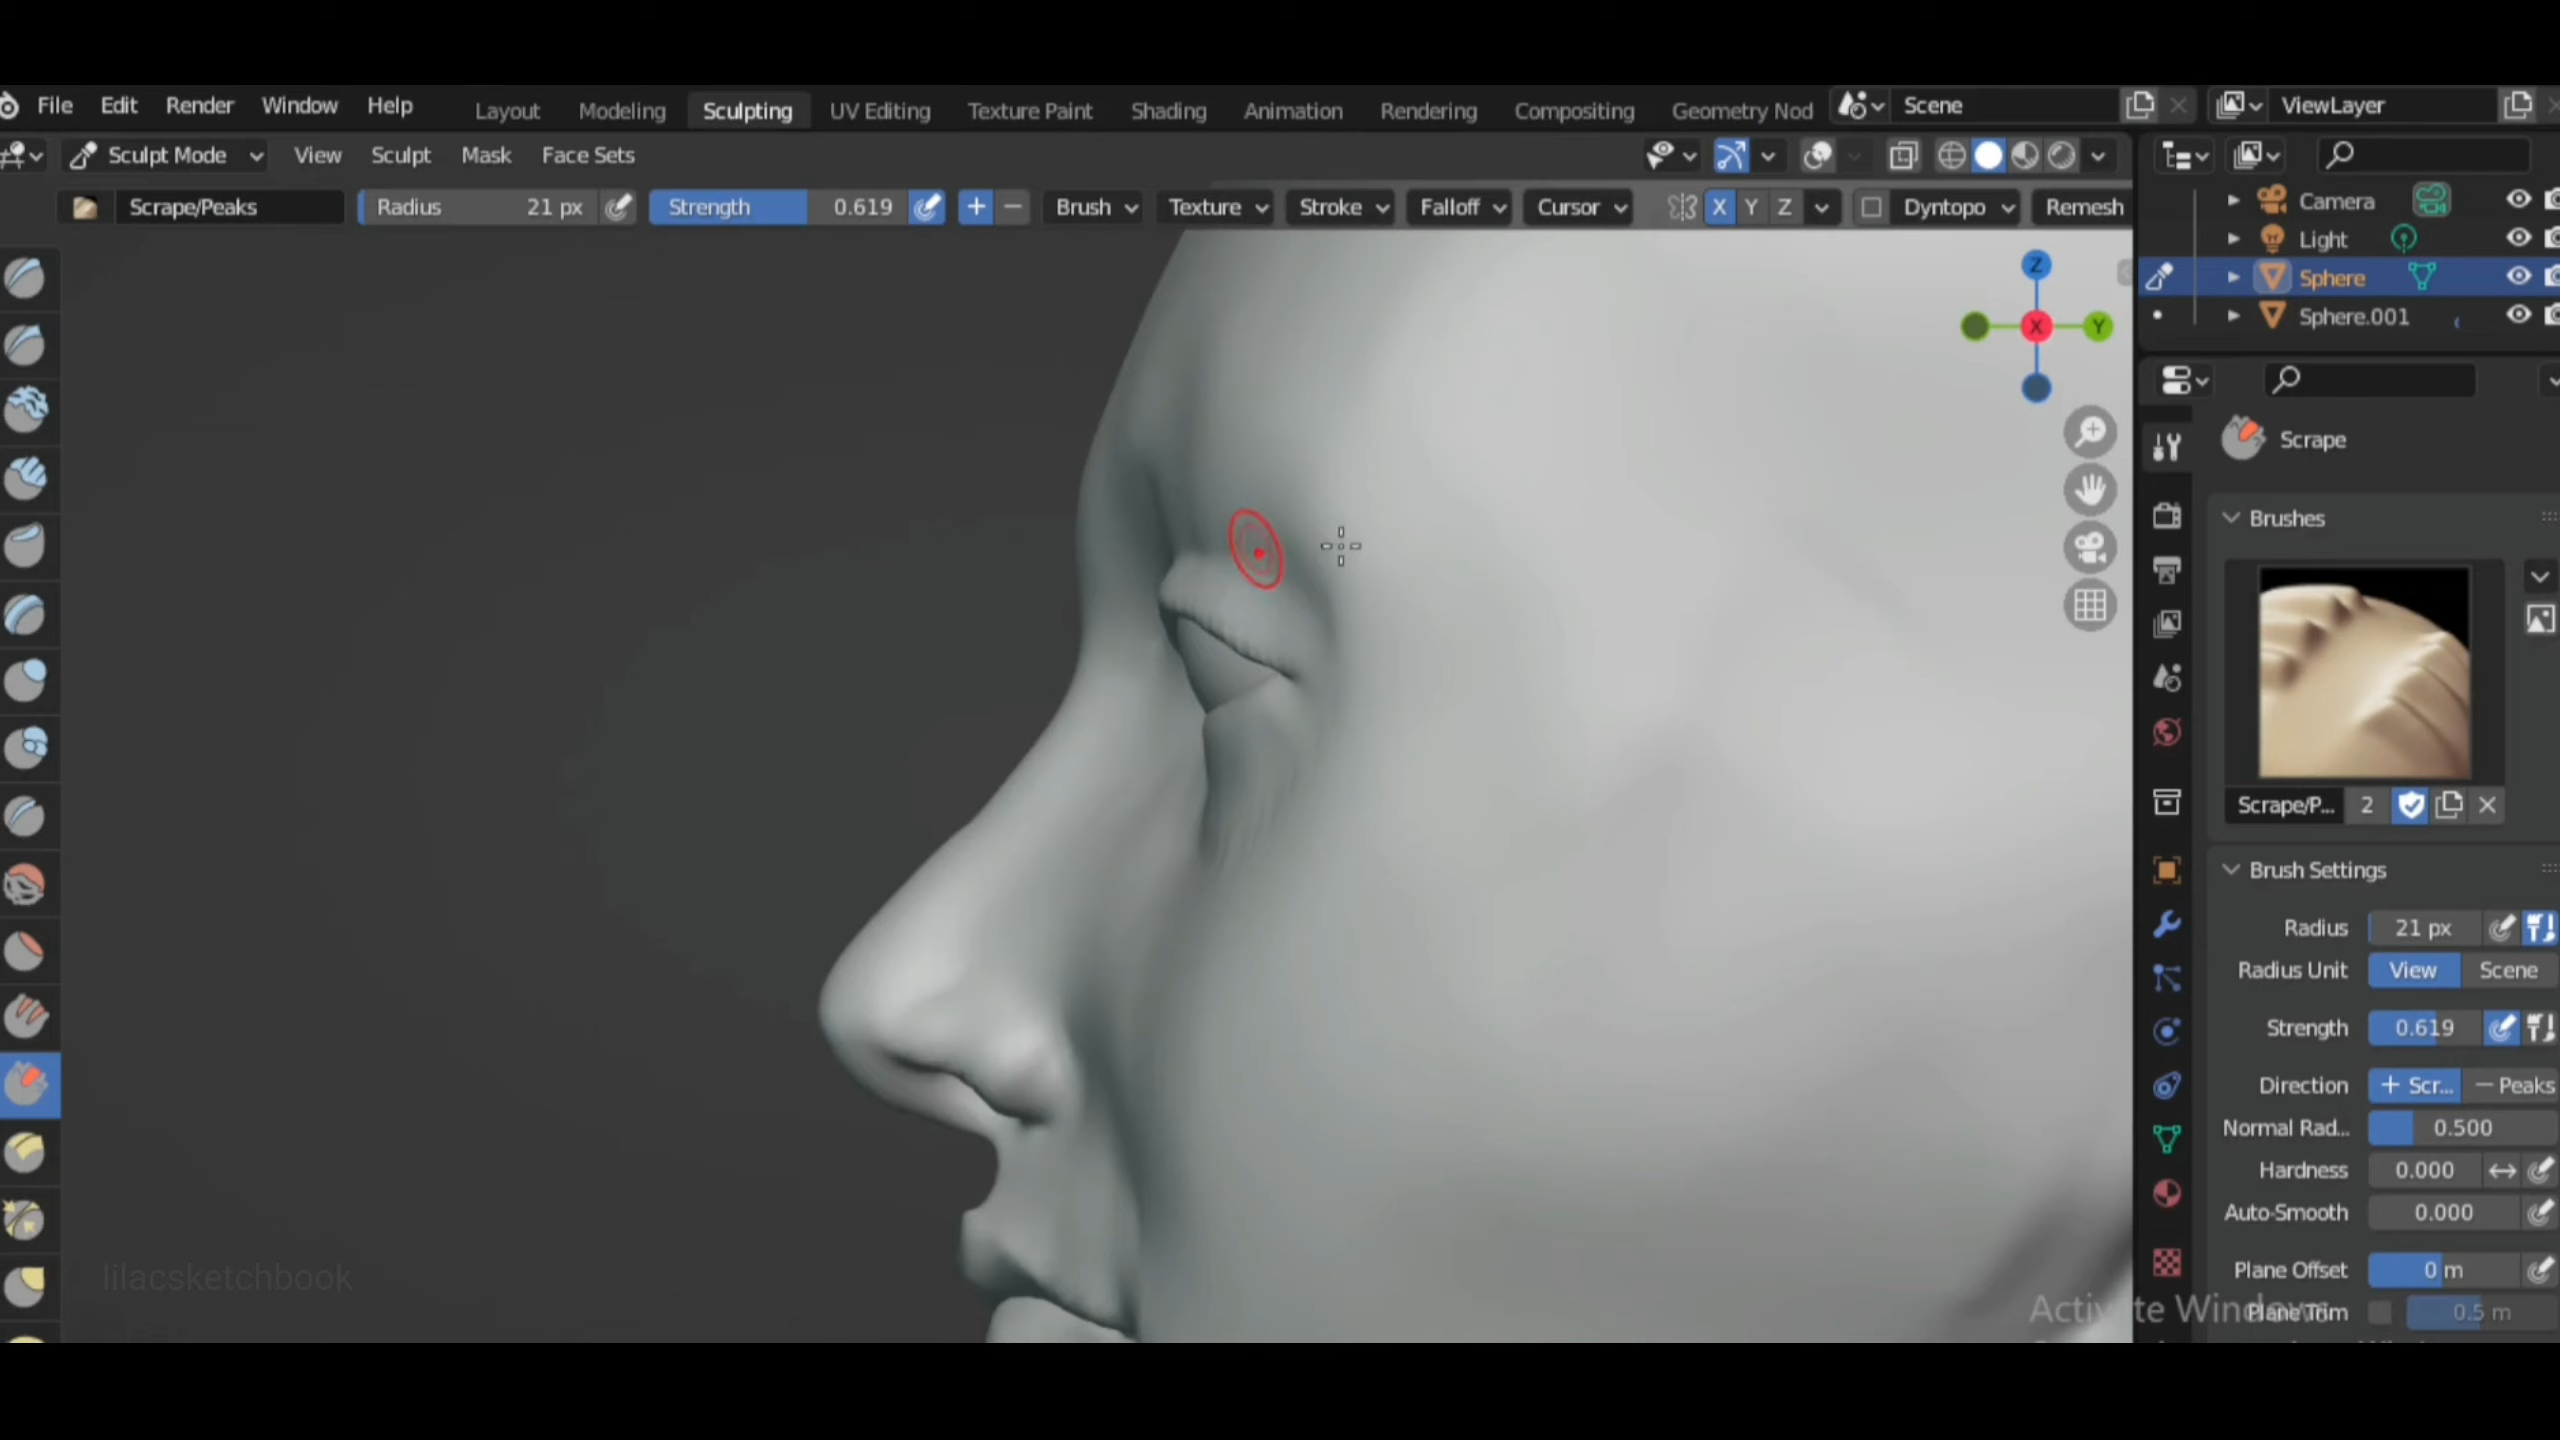 File Edit Render Window Help Layout Modeling Sculpting UV Editing Texture Paint Shading Animation Rendering Compositing Geometry Nod Scene ViewLayer
Sculpt Mode View Sculpt Mask Face Sets
Scrape/Peaks Radius 21 px Strength 0.619 + − Brush Texture Stroke Falloff Cursor X Y Z Dyntopo Remesh
Camera
Light
Sphere
Sphere.001
Z
X Y
Scrape
Brushes
Scrape/P... 2
Brush Settings
Radius 21 px
Radius Unit View Scene
Strength 0.619
Direction + Scr... − Peaks
Normal Rad... 0.500
Hardness 0.000
Auto-Smooth 0.000
Plane Offset 0 m
Plane Trim 0.5 m
lilacsketchbook
Activate Windows